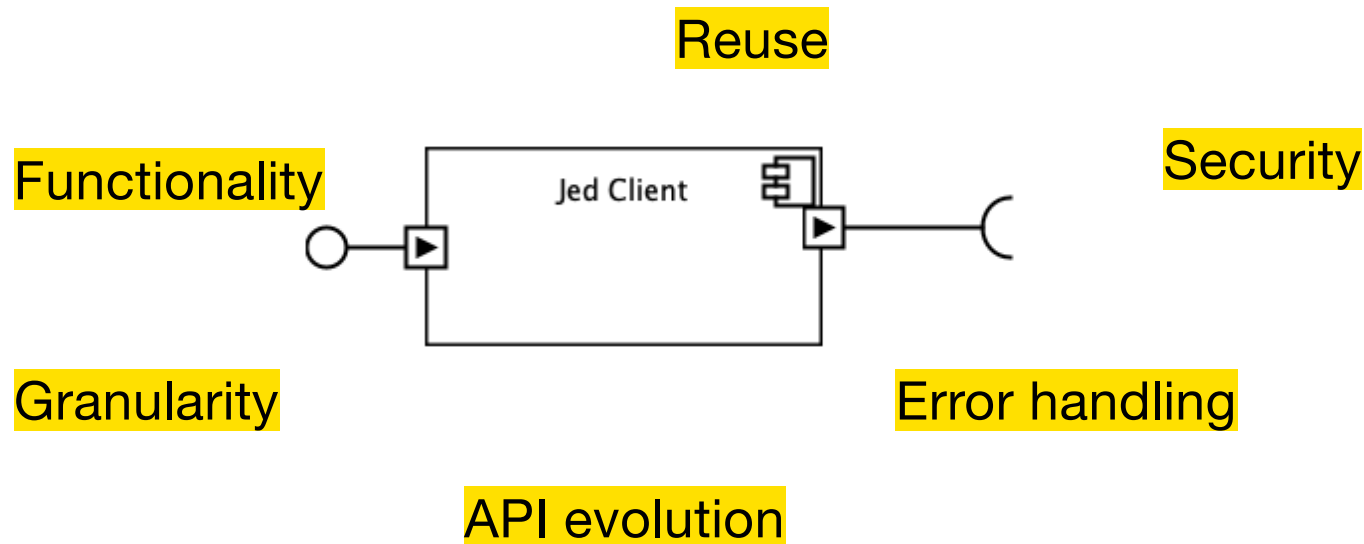 Reuse
Security
Functionality
Jed Client
Granularity
Error handling
API evolution